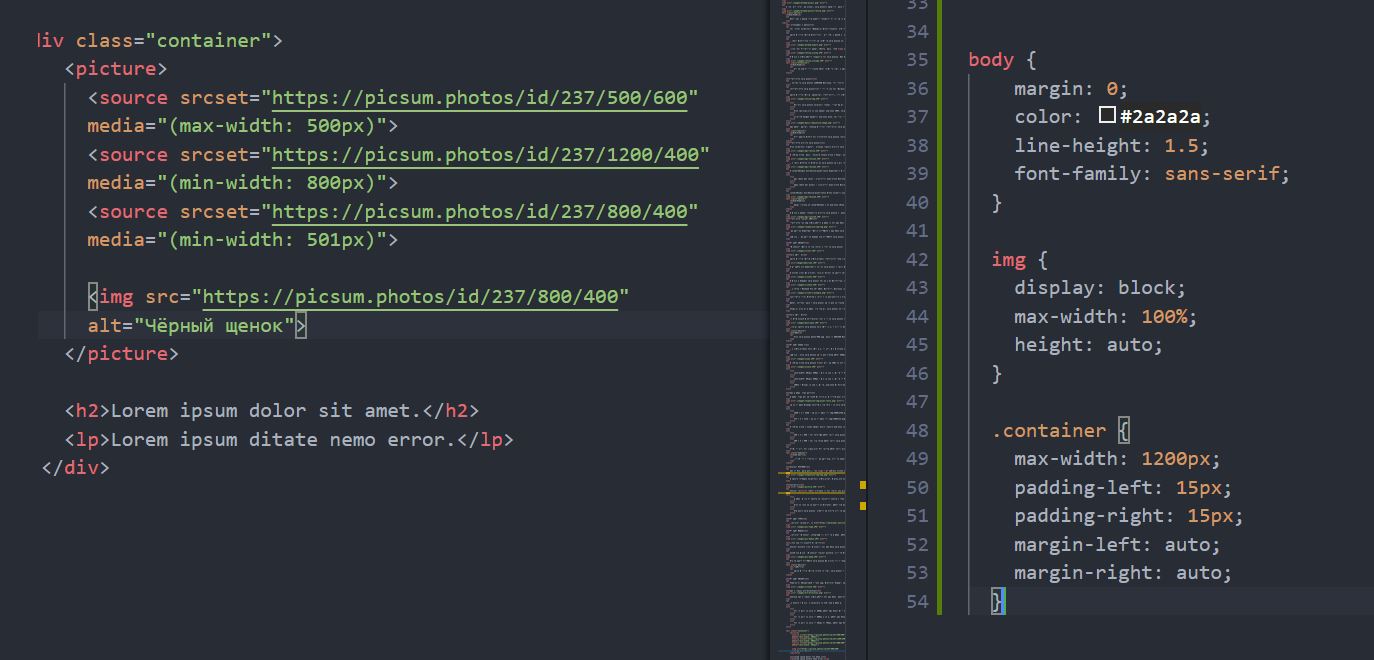 div class="container">
<picture>
<source srcset="https://picsum.photos/id/237/500/600"
media="(max-width: 500px)">
<source srcset="https://picsum.photos/id/237/1200/400"
media="(min-width: 800px)">
<source srcset="https://picsum.photos/id/237/800/400"
media="(min-width: 501px)">
<img src="https://picsum.photos/id/237/800/400"
alt="Чёрный щенок">
</picture>
<h2>Lorem ipsum dolor sit amet.</h2>
<lp>Lorem ipsum ditate nemo error.</lp>
</div>
33
34
35 body {
36 margin: 0;
37 color: #2a2a2a;
38 line-height: 1.5;
39 font-family: sans-serif;
40 }
41
42 img {
43 display: block;
44 max-width: 100%;
45 height: auto;
46 }
47
48 .container {
49 max-width: 1200px;
50 padding-left: 15px;
51 padding-right: 15px;
52 margin-left: auto;
53 margin-right: auto;
54 }